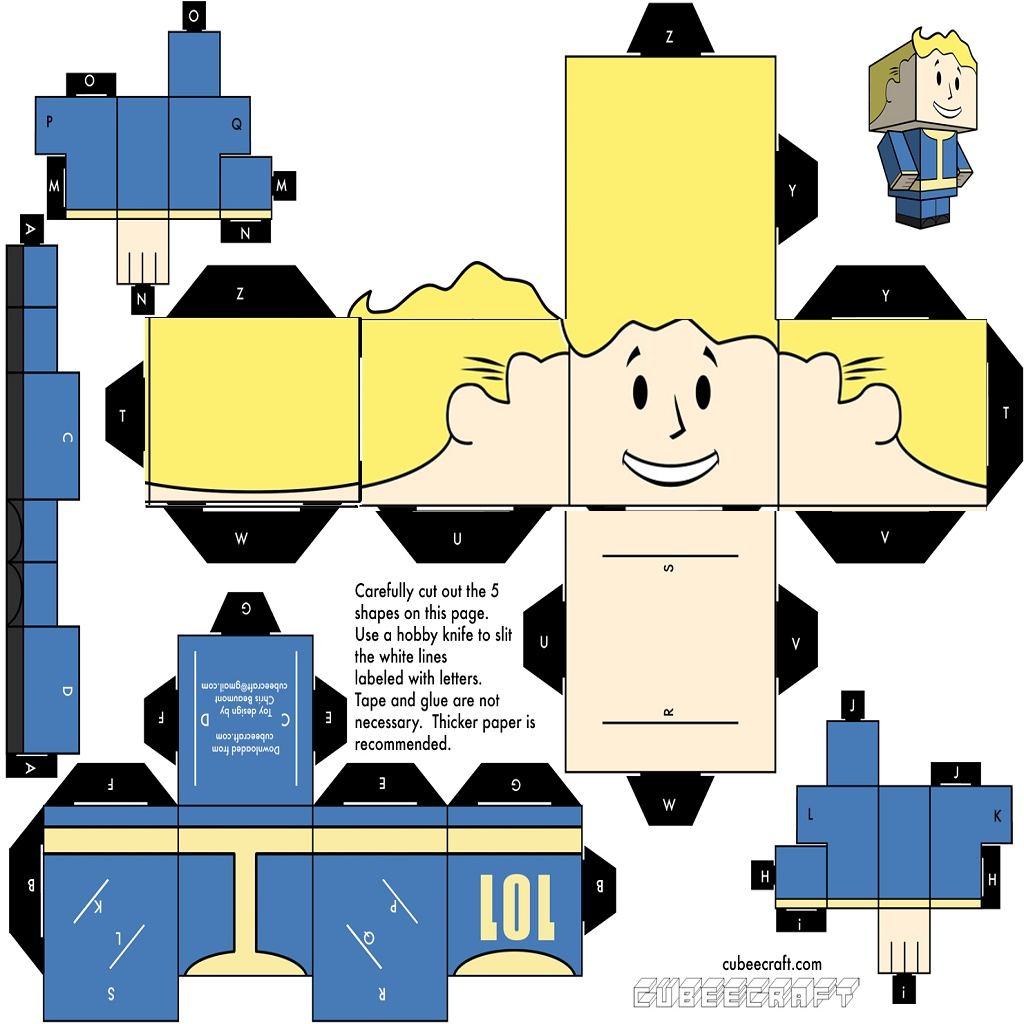 O
Z
O
P
Q
M
M
Y
N
A
N
Z
Y
T
T
C
W
U
V
S
Carefully cut out the 5
shapes on this page.
Use a hobby knife to slit
the white lines
labeled with letters.
Tape and glue are not
necessary. Thicker paper is
recommended.
G
U
V
D
F
D
C
E
Downloaded from
cubeecraft.com
Toy design by
Chris Beaumont
cubeecraft@gmail.com
R
J
A
F
E
G
W
J
L
K
B
K
P
101
B
H
H
L
Q
i
S
R
cubeecraft.com
CUBEECRAFT
i